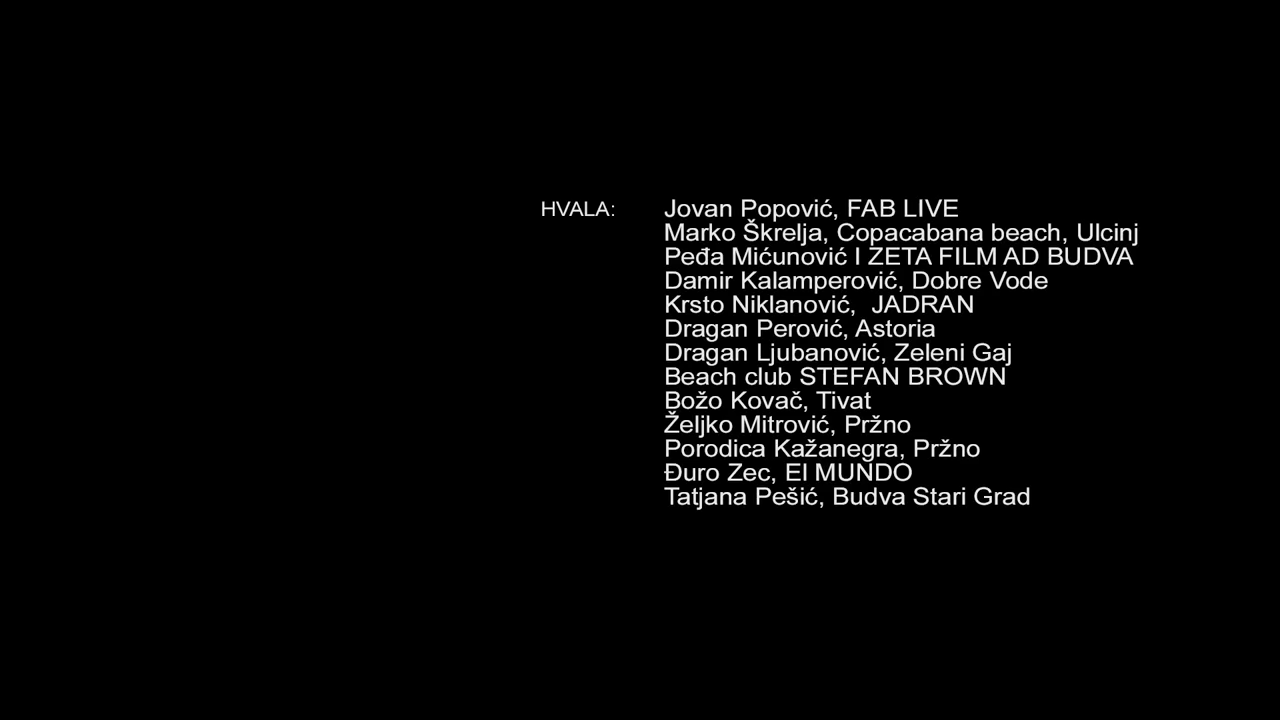 HVALA: Jovan Popović, FAB LIVE
Marko Škrelja, Copacabana beach, Ulcinj
Peđa Mićunović I ZETA FILM AD BUDVA
Damir Kalamperović, Dobre Vode
Krsto Niklanović,  JADRAN
Dragan Perović, Astoria
Dragan Ljubanović, Zeleni Gaj
Beach club STEFAN BROWN
Božo Kovač, Tivat
Željko Mitrović, Pržno
Porodica Kažanegra, Pržno
Đuro Zec, El MUNDO
Tatjana Pešić, Budva Stari Grad